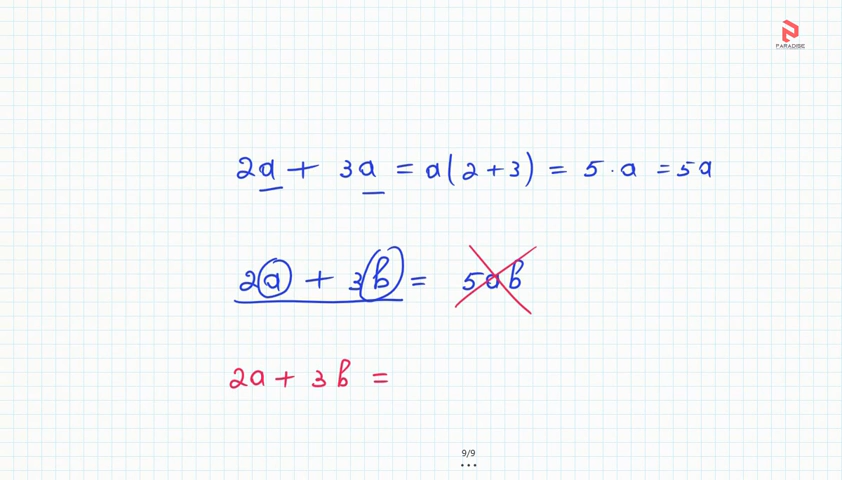 PARADISE
2a + 3a = a(2+3) = 5 · a = 5a
2a + 3b = 5ab
2a + 3b =
9/9